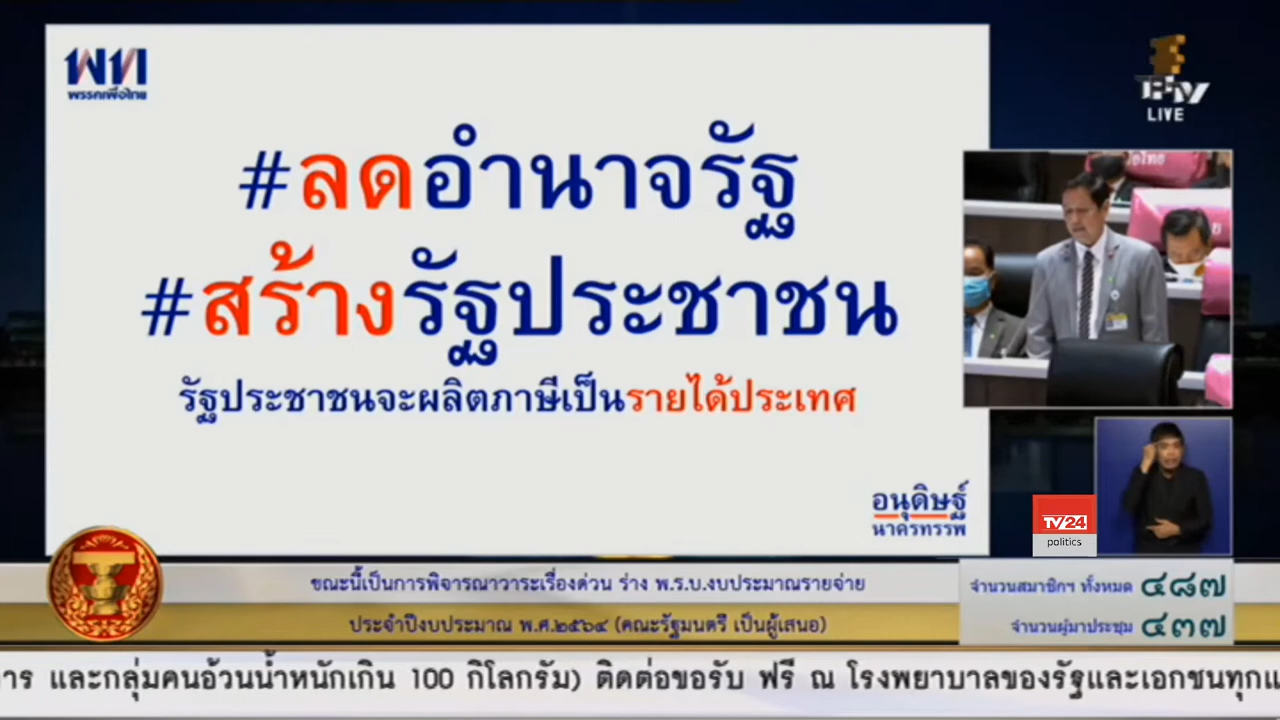 พท
พรรคเพื่อไทย
LIVE
#ลดอำนาจรัฐ
#สร้างรัฐประชาชน
รัฐประชาชนจะผลิตภาษีเป็นรายได้ประเทศ
อนุดิษฐ์
นาครทรรพ
TV24
politics
ขณะนี้เป็นการพิจารณาวาระเรื่องด่วน ร่าง พ.ร.บ.งบประมาณรายจ่าย
ประจำปีงบประมาณ พ.ศ.๒๕๖๔ (คณะรัฐมนตรี เป็นผู้เสนอ)
จำนวนสมาชิกฯ ทั้งหมด ๔๘๗
จำนวนผู้มาประชุม ๔๓๗
การ และกลุ่มคนอ้วนน้ำหนักเกิน 100 กิโลกรัม) ติดต่อขอรับ ฟรี ณ โรงพยาบาลของรัฐและเอกชนทุกแ